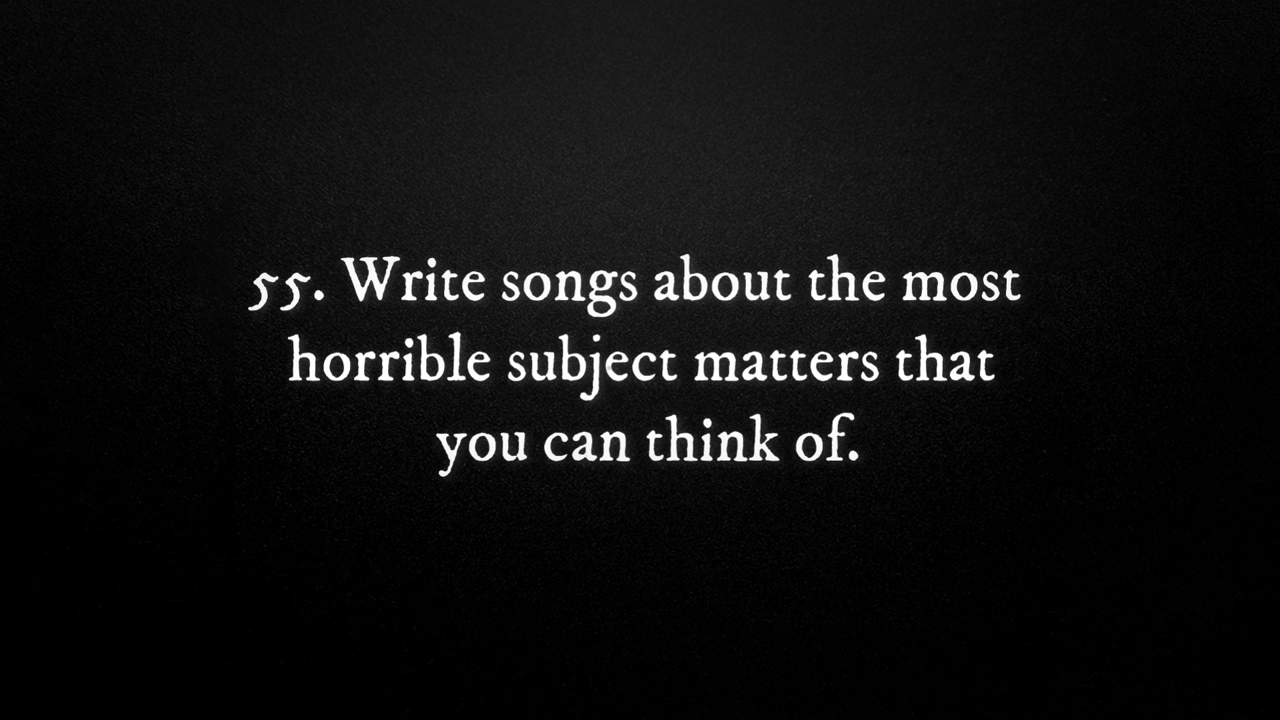 55. Write songs about the most
horrible subject matters that
you can think of.